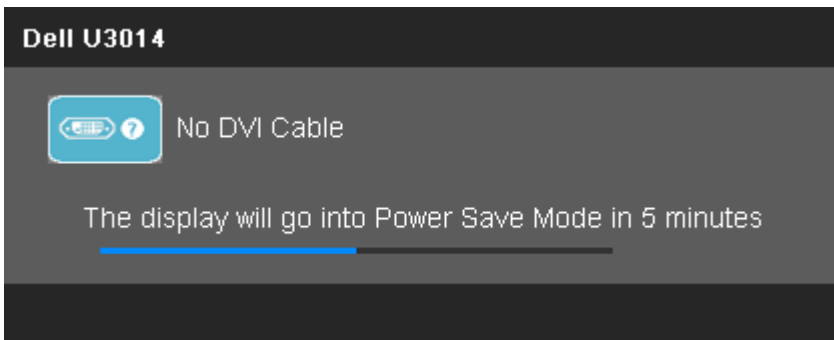 Dell U3014
No DVI Cable
The display will go into Power Save Mode in 5 minutes